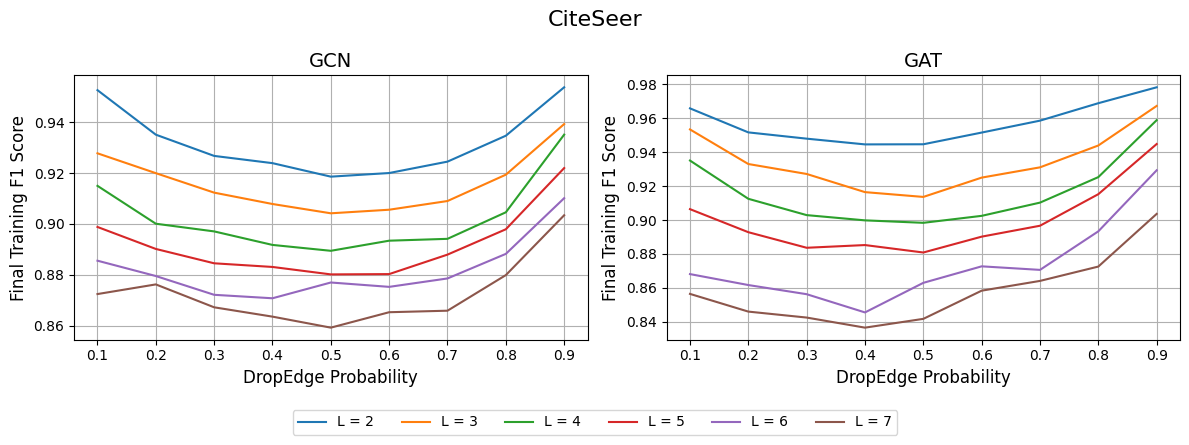 CiteSeer
GCN
Final Training F1 Score
0.94
0.92
0.90
0.88
0.86
0.1 0.2 0.3 0.4 0.5 0.6 0.7 0.8 0.9
DropEdge Probability
GAT
Final Training F1 Score
0.98
0.96
0.94
0.92
0.90
0.88
0.86
0.84
0.1 0.2 0.3 0.4 0.5 0.6 0.7 0.8 0.9
DropEdge Probability
L = 2 L = 3 L = 4 L = 5 L = 6 L = 7